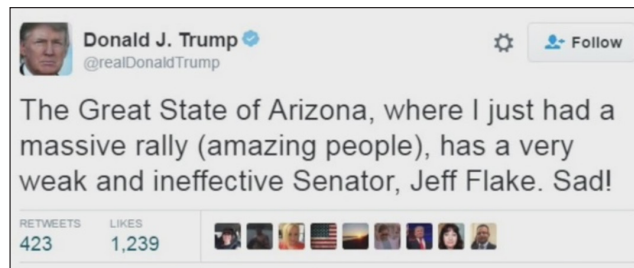 Donald J. Trump
Follow
@realDonaldTrump
The Great State of Arizona, where I just had a
massive rally (amazing people), has a very
weak and ineffective Senator, Jeff Flake. Sad!
RETWEETS LIKES
423 1,239